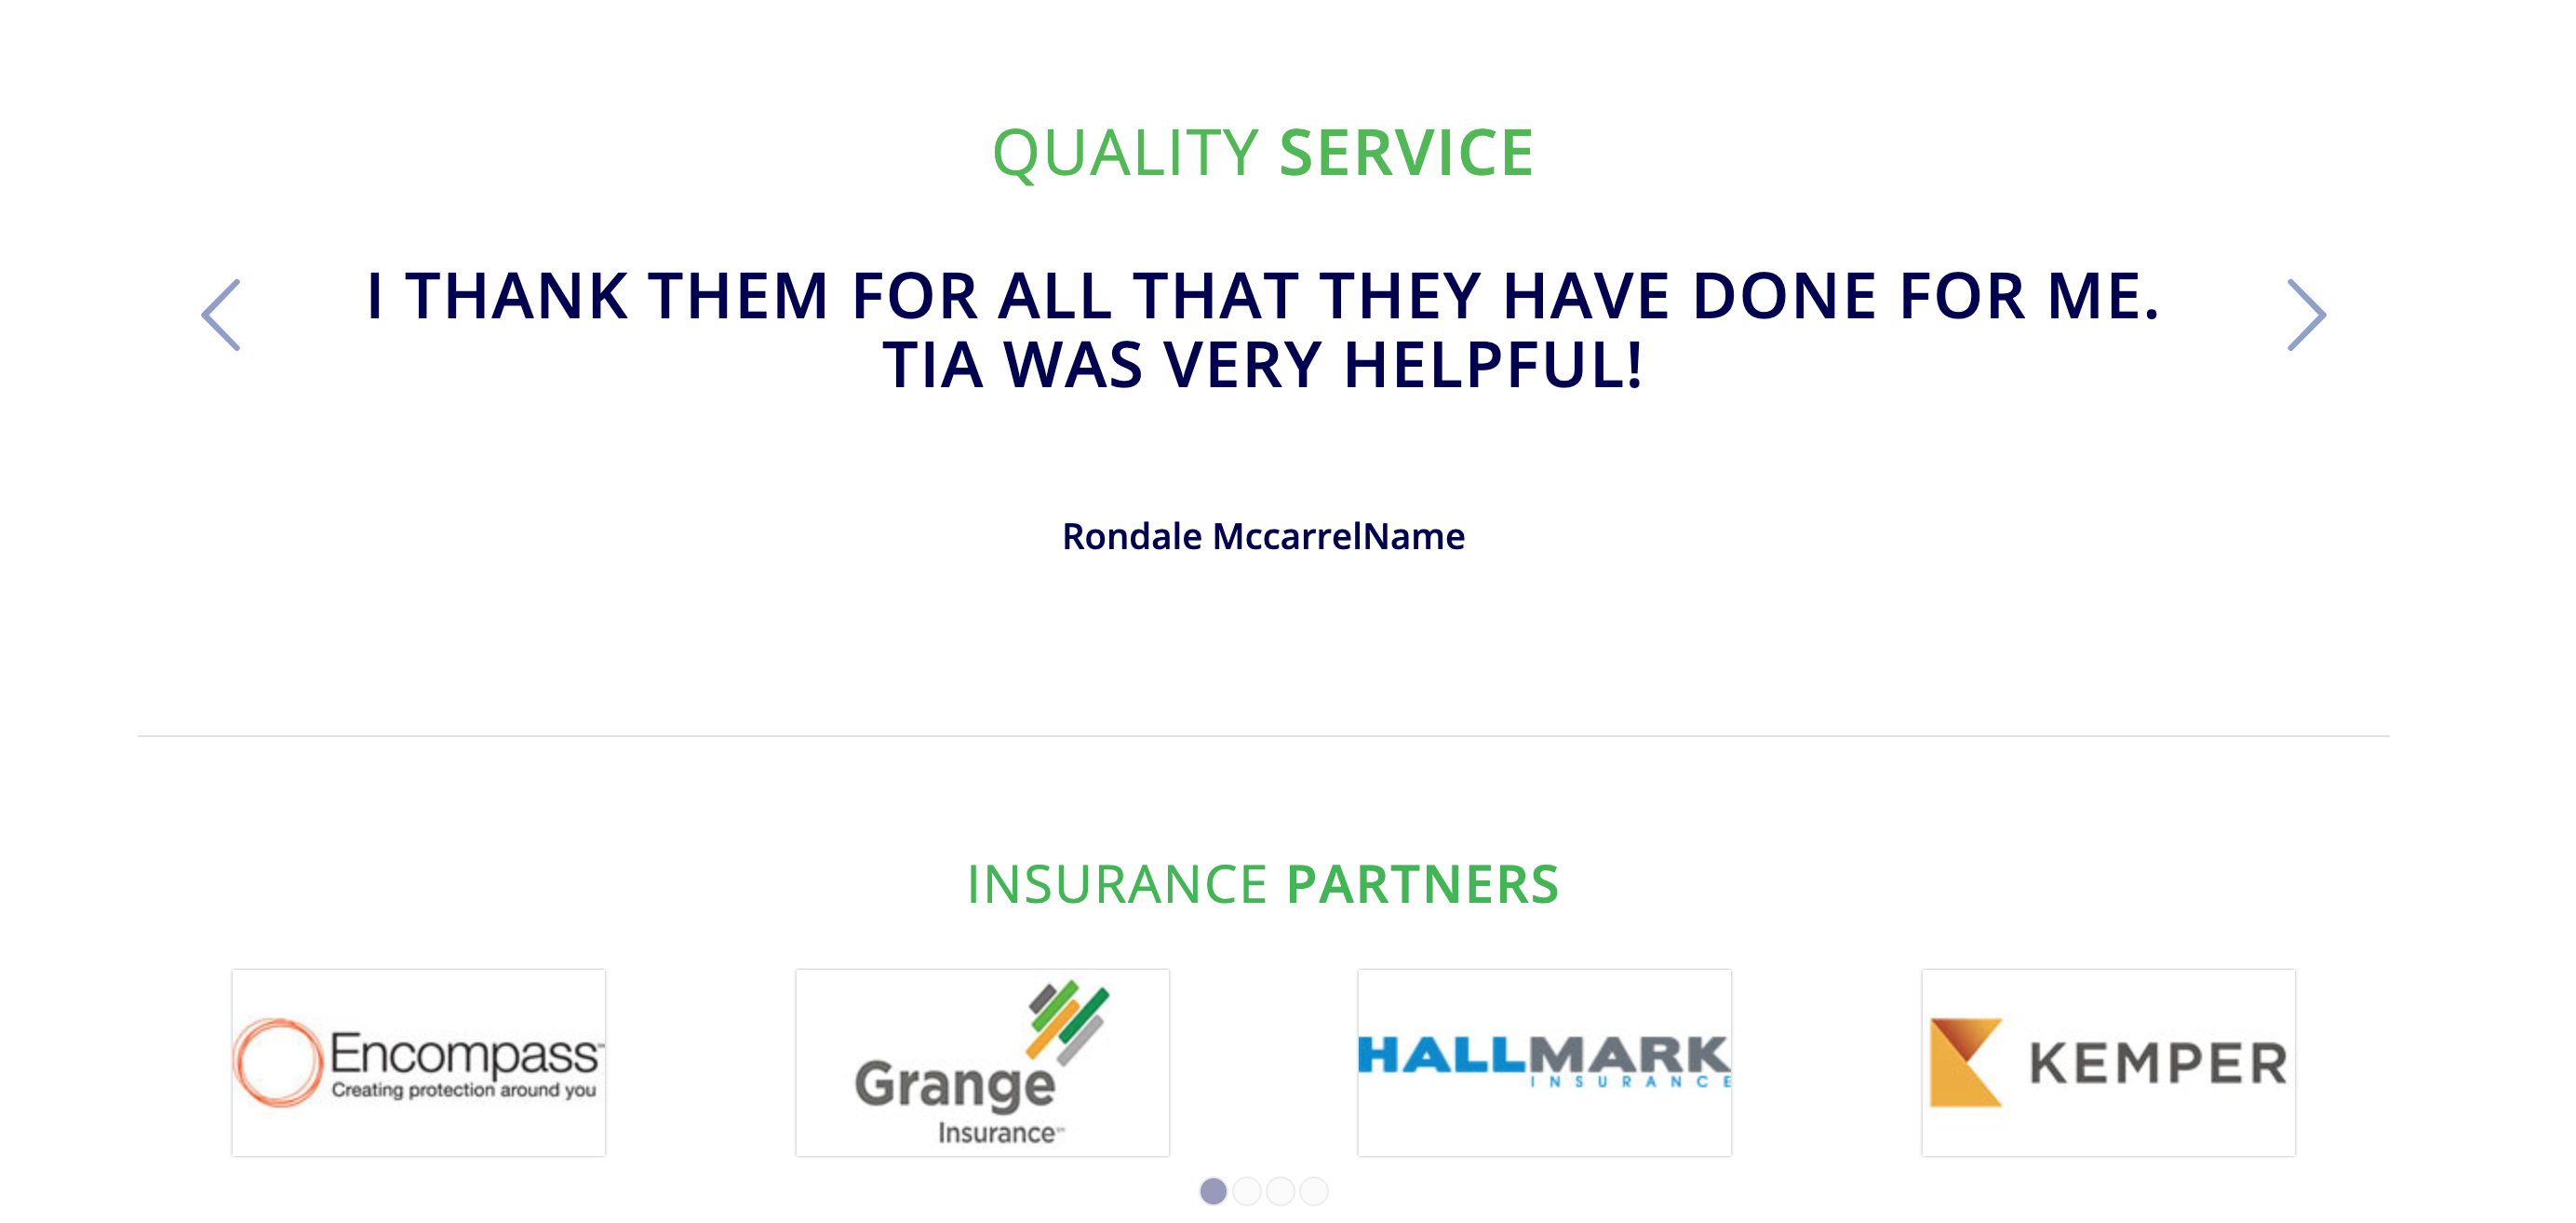 QUALITY SERVICE
I THANK THEM FOR ALL THAT THEY HAVE DONE FOR ME.
TIA WAS VERY HELPFUL!
Rondale MccarrelName
INSURANCE PARTNERS
Encompass
Creating protection around you
Grange
Insurance
HALLMARK
INSURANCE
KEMPER